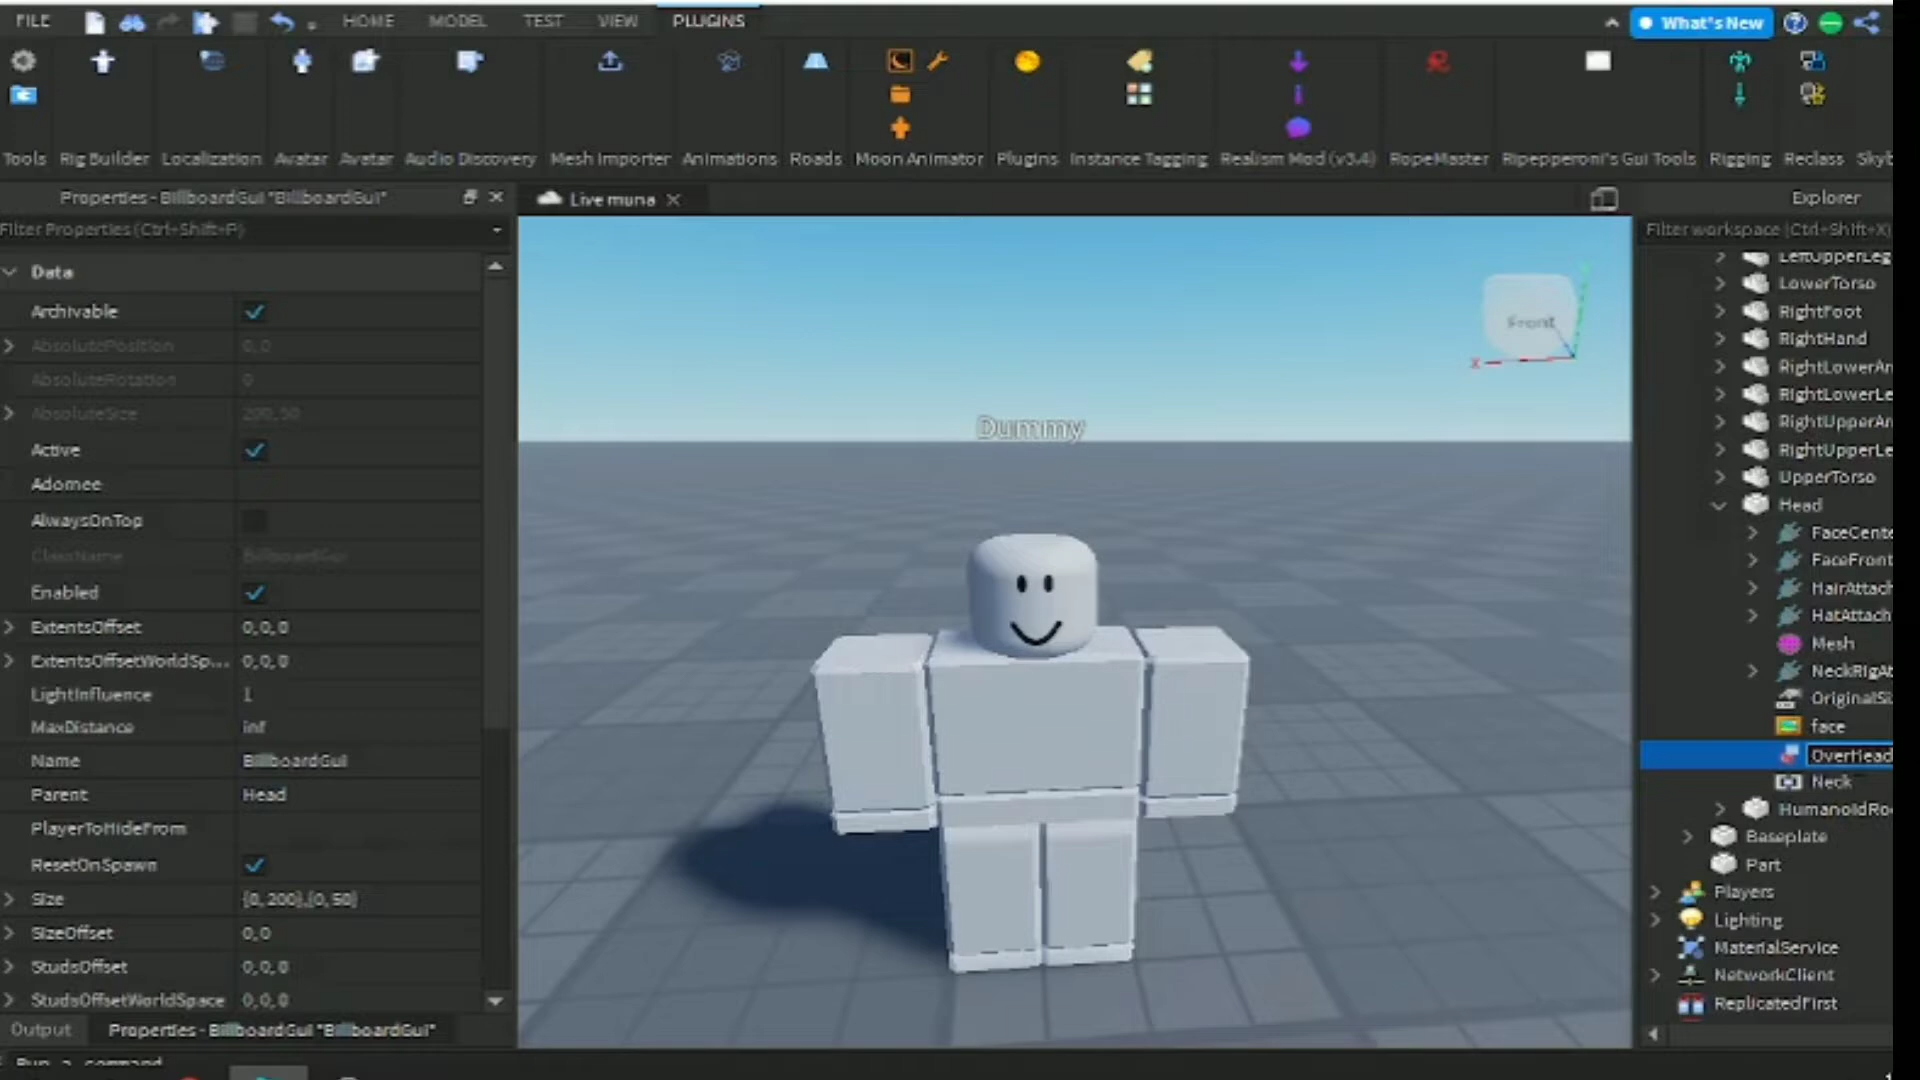 FILE HOME MODEL TEST VIEW PLUGINS What's New
Tools Rig Builder Localization Avatar Avatar Audio Discovery Mesh Importer Animations Roads Moon Animator Plugins Instance Tagging Realism Mod (v3.4) RopeMaster Ripepperoni's Gui Tools Rigging Reclass Skyb
Properties - BillboardGui "BillboardGui"
Live muna
Explorer
Filter Properties (Ctrl+Shift+P)
Filter workspace (Ctrl+Shift+X)
Data
Archivable
AbsolutePosition 0, 0
AbsoluteRotation 0
AbsoluteSize 200, 50
Active
Adornee
AlwaysOnTop
ClassName BillboardGui
Enabled
ExtentsOffset 0, 0, 0
ExtentsOffsetWorldSp... 0, 0, 0
LightInfluence 1
MaxDistance inf
Name BillboardGui
Parent Head
PlayerToHideFrom
ResetOnSpawn
Size {0, 200},{0, 50}
SizeOffset 0, 0
StudsOffset 0, 0, 0
StudsOffsetWorldSpace 0, 0, 0
Output Properties - BillboardGui "BillboardGui"
Run a command
Front
X
Dummy
LeftUpperLeg
LowerTorso
RightFoot
RightHand
RightLowerAr
RightLowerLe
RightUpperAr
RightUpperLe
UpperTorso
Head
FaceCente
FaceFront
HairAttach
HatAttach
Mesh
NeckRigAt
OriginalSi
face
OverHead
Neck
HumanoidRo
Baseplate
Part
Players
Lighting
MaterialService
NetworkClient
ReplicatedFirst